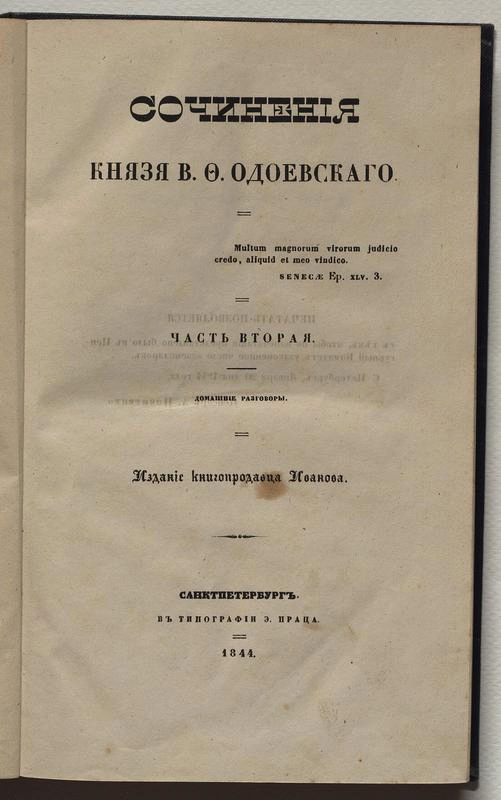 СОЧИНЕНІЯ
КНЯЗЯ В. Ѳ. ОДОЕВСКАГО.
Multum magnorum virorum judicio
credo, aliquid et meo vindico.
SENECÆ Ep. XLV. 3.
ЧАСТЬ ВТОРАЯ.
ДОМАШНІЕ РАЗГОВОРЫ.
Изданіе книгопродавца Иванова.
САНКТПЕТЕРБУРГЪ.
ВЪ ТИПОГРАФІИ Э. ПРАЦА.
1844.